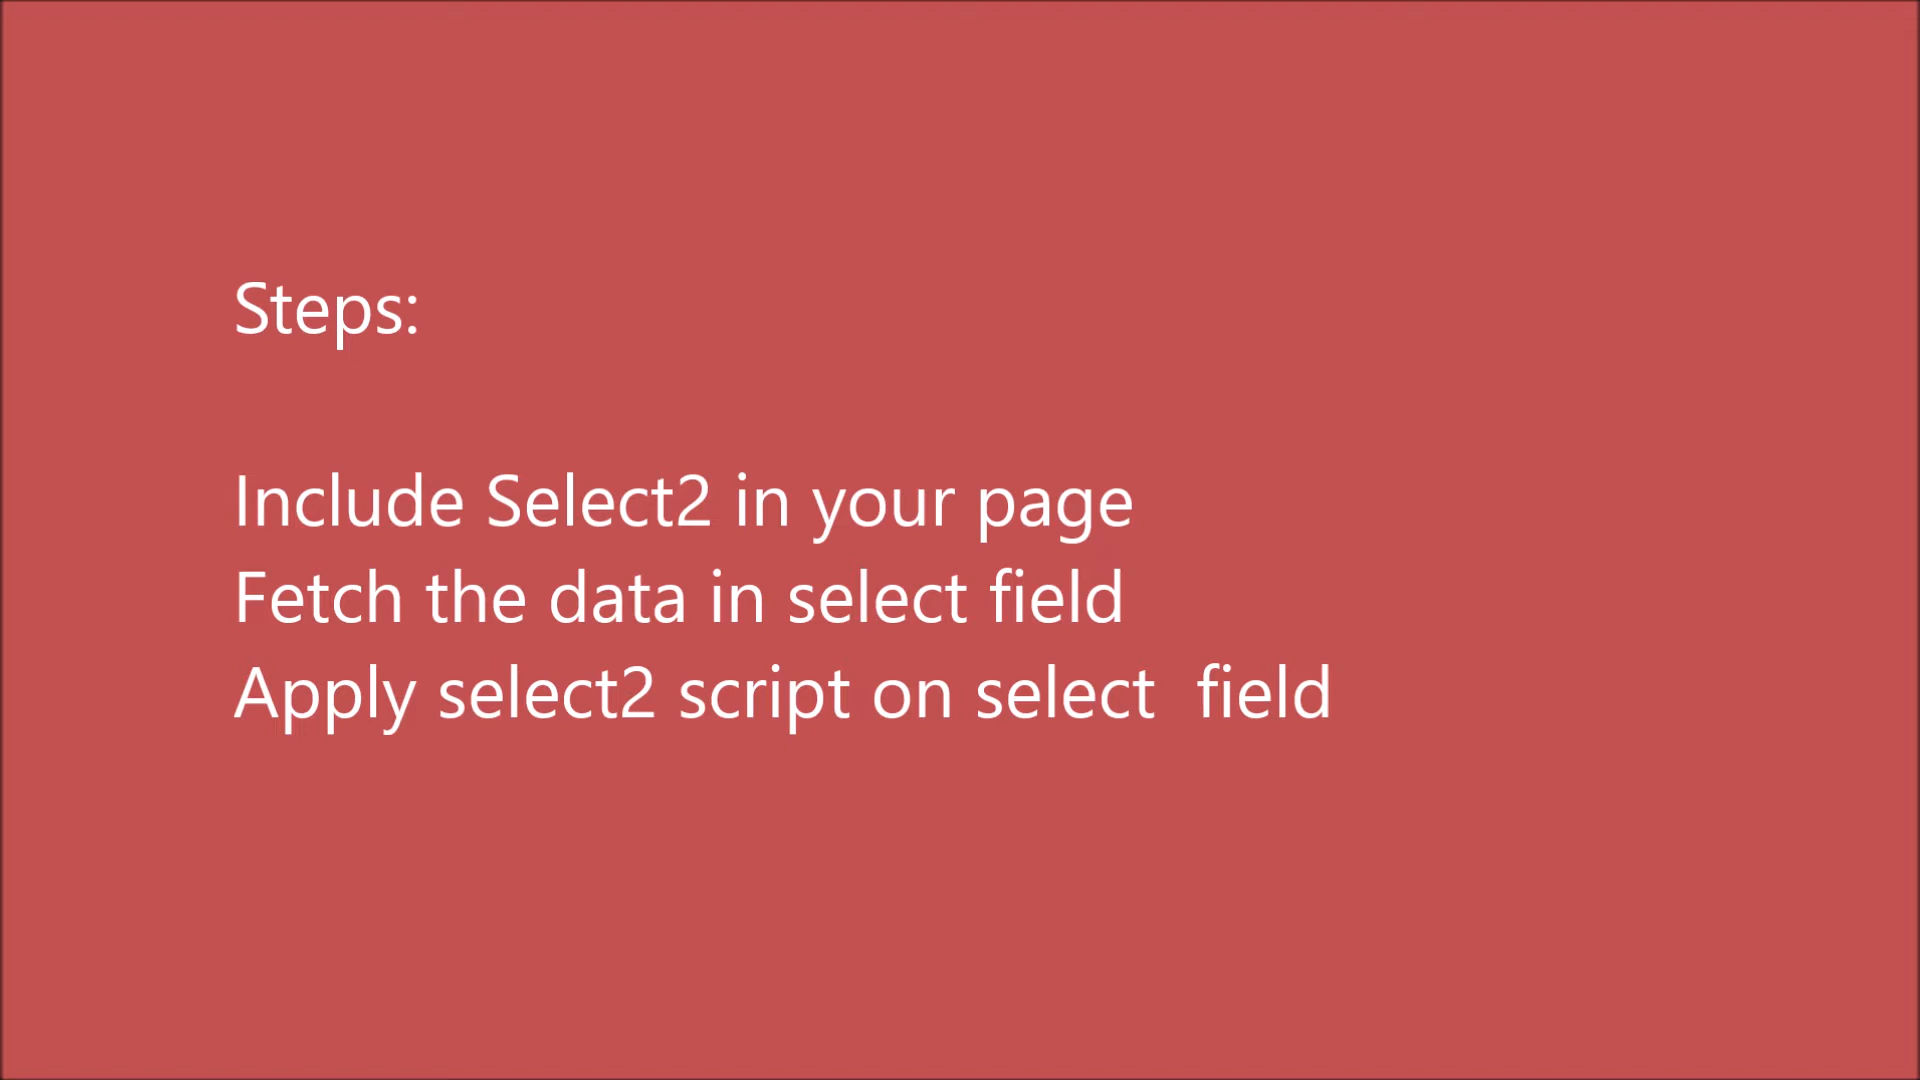 Steps:
Include Select2 in your page
Fetch the data in select field
Apply select2 script on select  field